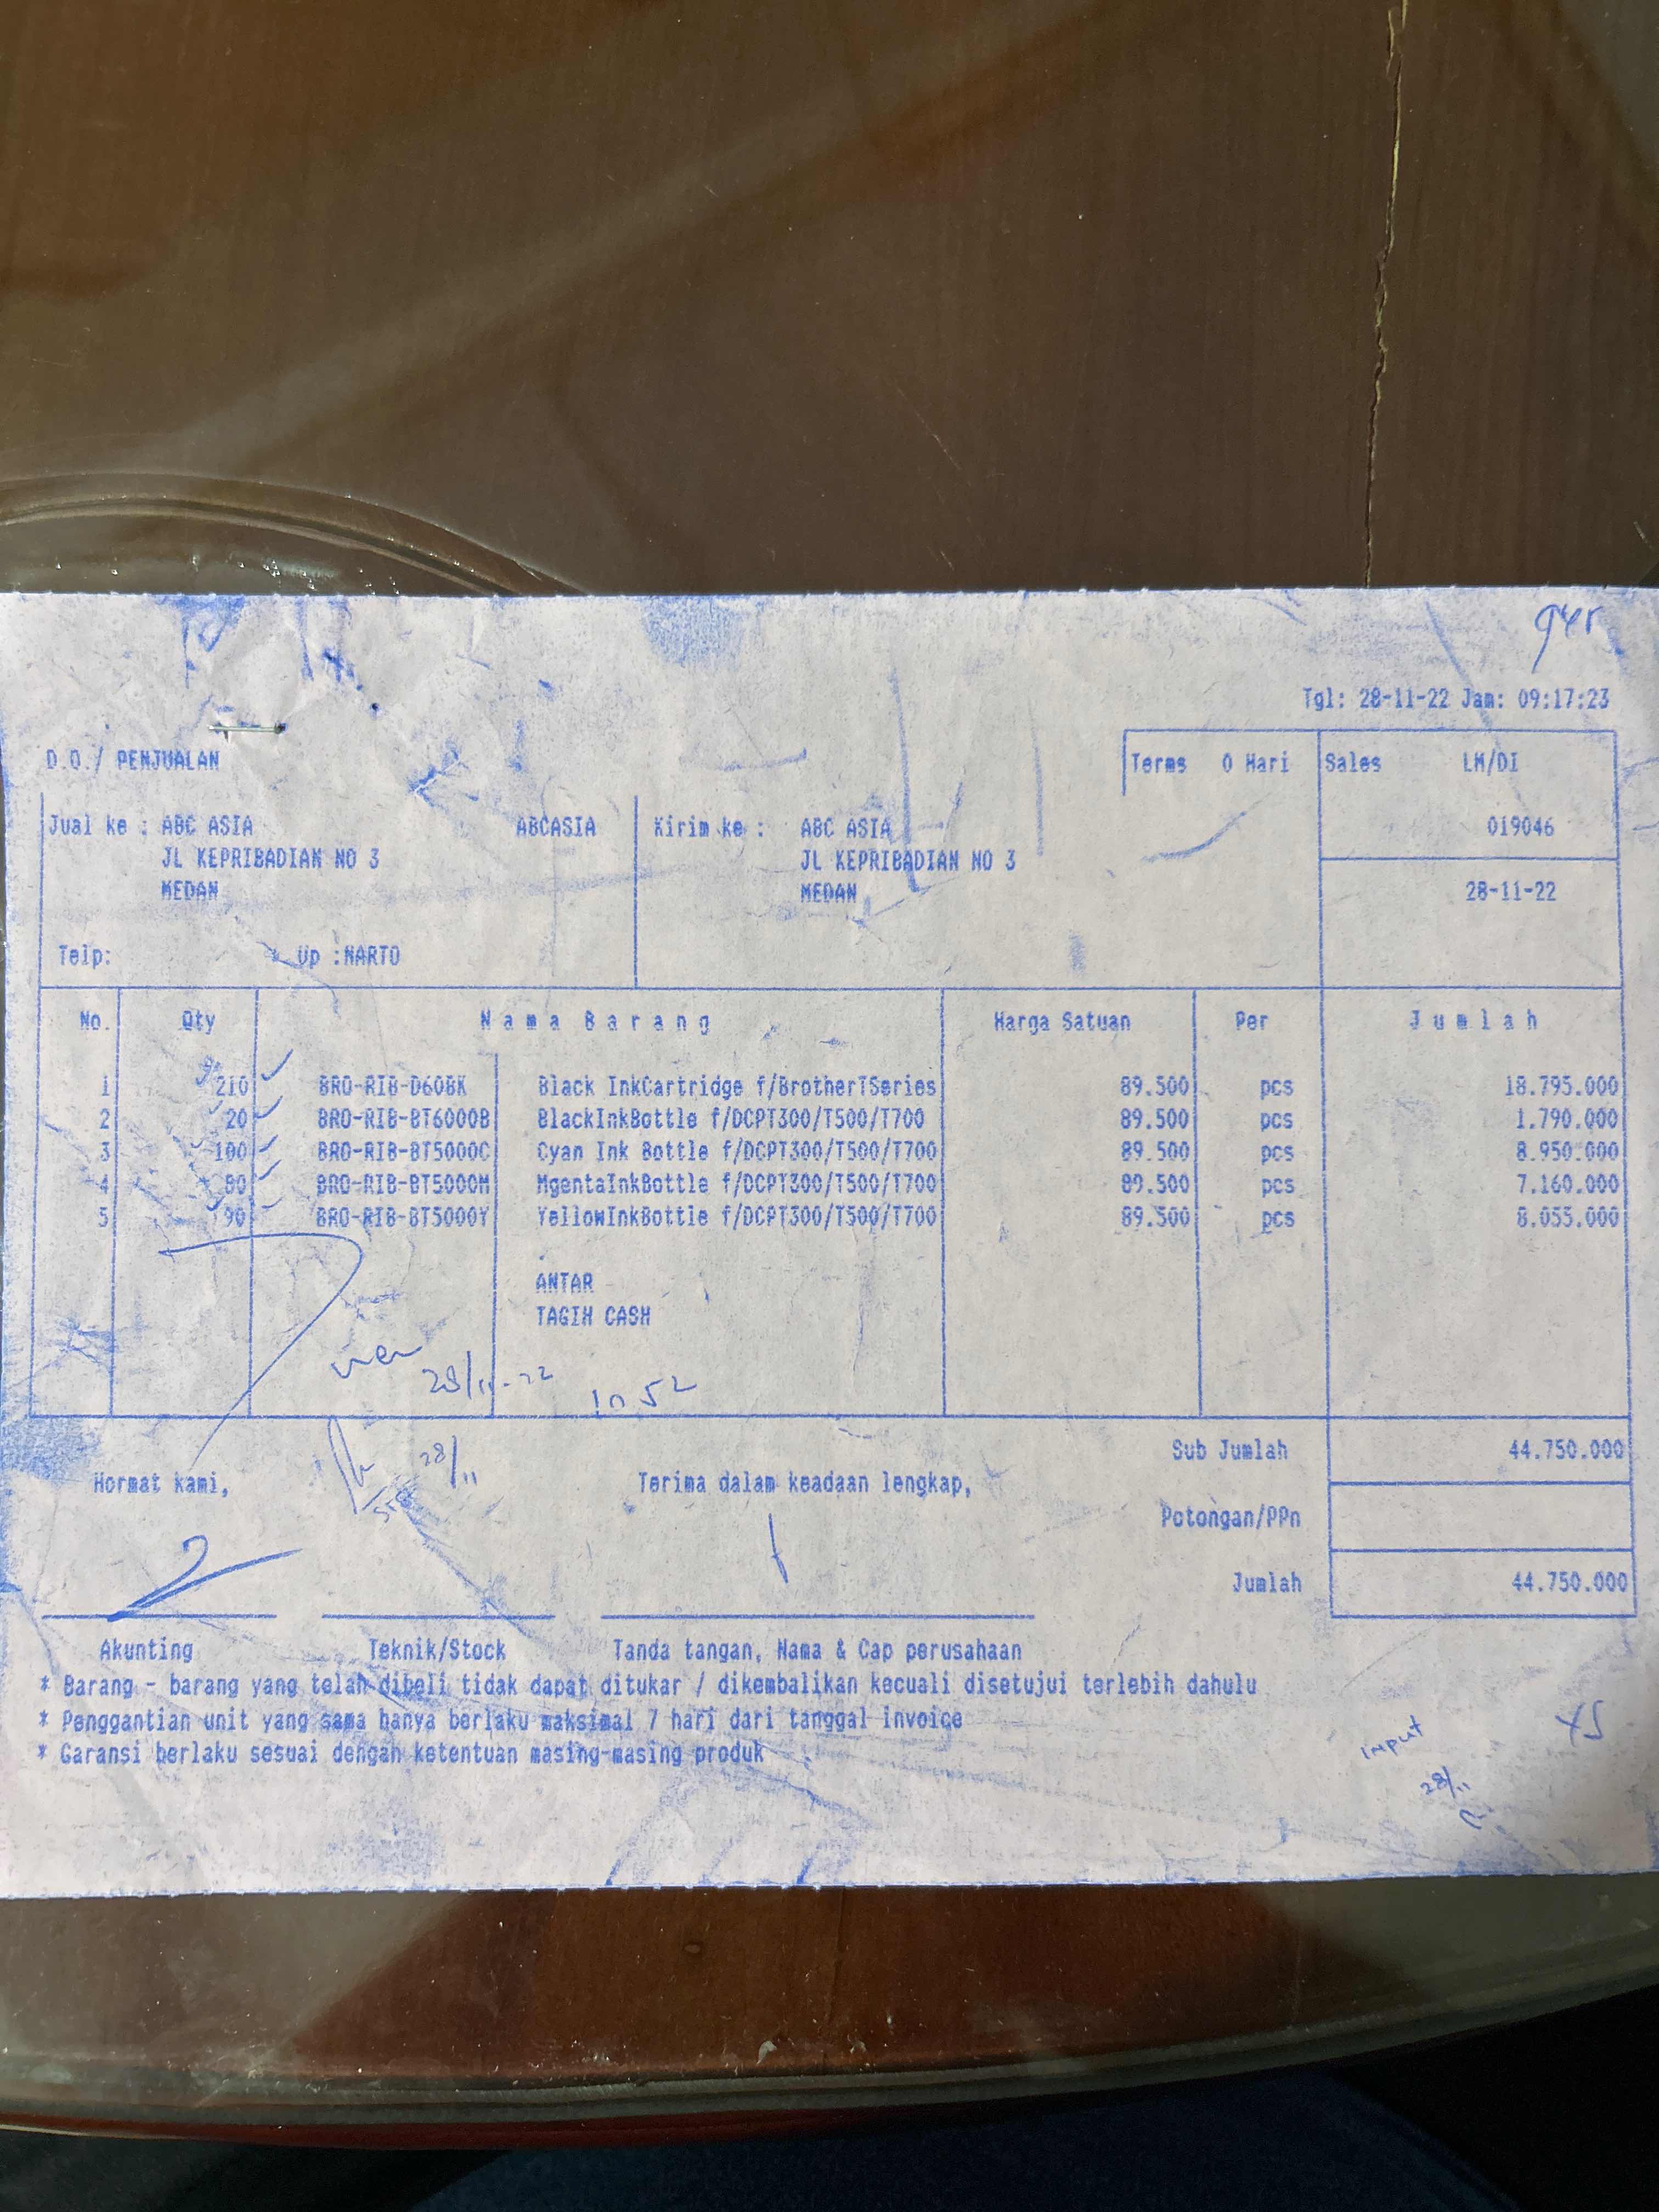 Tgl: 28-11-22 Jam: 09:17:23
D.O./ PENJUALAN
Terms 0 Hari Sales LM/DI
Jual ke : ABC ASIA ABCASIA Kirim ke : ABC ASIA 019046
JL KEPRIBADIAN NO 3 JL KEPRIBADIAN NO 3
MEDAN MEDAN 28-11-22
Telp: Up :NARTO
No. Qty Nama Barang Harga Satuan Per Jumlah
1 210 BRO-RIB-D60BK Black InkCartridge f/BrotherTSeries 89.500 pcs 18.795.000
2 20 BRO-RIB-BT6000B BlackInkBottle f/DCPT300/T500/T700 89.500 pcs 1.790.000
3 100 BRO-RIB-BT5000C Cyan Ink Bottle f/DCPT300/T500/T700 89.500 pcs 8.950.000
4 80 BRO-RIB-BT5000M MgentaInkBottle f/DCPT300/T500/T700 89.500 pcs 7.160.000
5 90 BRO-RIB-BT5000Y YellowInkBottle f/DCPT300/T500/T700 89.500 pcs 8.055.000
ANTAR
TAGIH CASH
28/11-22
Sub Jumlah 44.750.000
28/11
Hormat kami, Terima dalam keadaan lengkap,
Potongan/PPn
Jumlah 44.750.000
Akunting Teknik/Stock Tanda tangan, Nama & Cap perusahaan
* Barang - barang yang telah dibeli tidak dapat ditukar / dikembalikan kecuali disetujui terlebih dahulu
* Penggantian unit yang sama hanya berlaku maksimal 7 hari dari tanggal invoice
* Garansi berlaku sesuai dengan ketentuan masing-masing produk
input
28/11